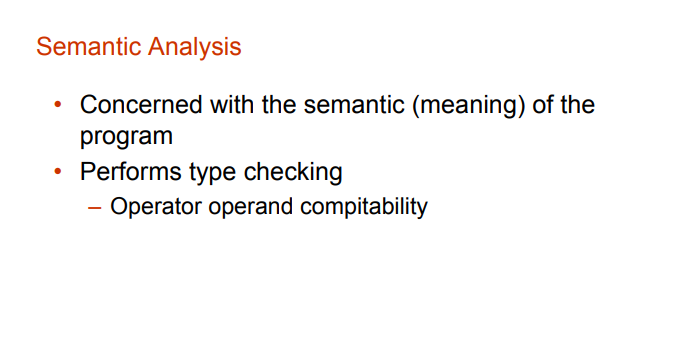 Semantic Analysis
• Concerned with the semantic (meaning) of the
program
• Performs type checking
– Operator operand compitability